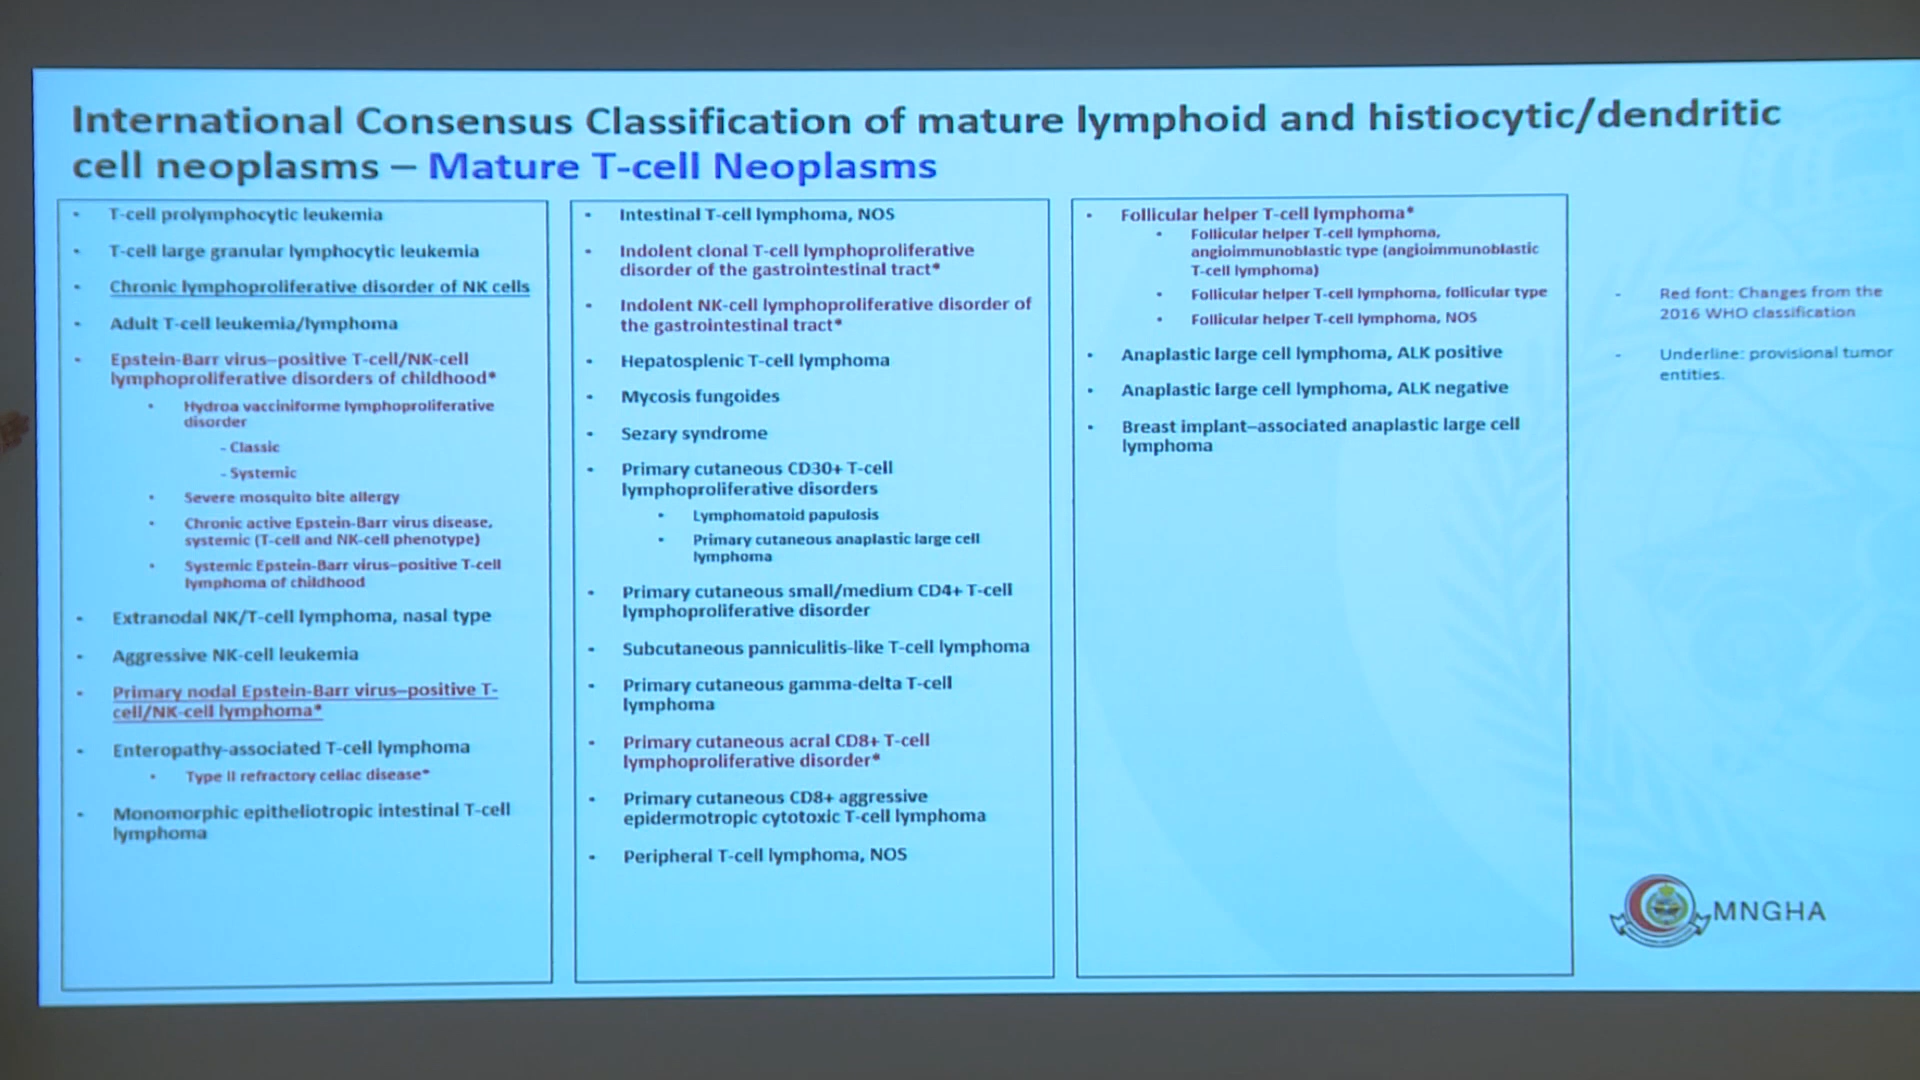 International Consensus Classification of mature lymphoid and histiocytic/dendritic
cell neoplasms – Mature T-cell Neoplasms
• T-cell prolymphocytic leukemia
• T-cell large granular lymphocytic leukemia
• Chronic lymphoproliferative disorder of NK cells
• Adult T-cell leukemia/lymphoma
• Epstein-Barr virus–positive T-cell/NK-cell
lymphoproliferative disorders of childhood*
• Hydroa vacciniforme lymphoproliferative
disorder
- Classic
- Systemic
• Severe mosquito bite allergy
• Chronic active Epstein-Barr virus disease,
systemic (T-cell and NK-cell phenotype)
• Systemic Epstein-Barr virus–positive T-cell
lymphoma of childhood
• Extranodal NK/T-cell lymphoma, nasal type
• Aggressive NK-cell leukemia
• Primary nodal Epstein-Barr virus–positive T-
cell/NK-cell lymphoma*
• Enteropathy-associated T-cell lymphoma
• Type II refractory celiac disease*
• Monomorphic epitheliotropic intestinal T-cell
lymphoma
• Intestinal T-cell lymphoma, NOS
• Indolent clonal T-cell lymphoproliferative
disorder of the gastrointestinal tract*
• Indolent NK-cell lymphoproliferative disorder of
the gastrointestinal tract*
• Hepatosplenic T-cell lymphoma
• Mycosis fungoides
• Sezary syndrome
• Primary cutaneous CD30+ T-cell
lymphoproliferative disorders
• Lymphomatoid papulosis
• Primary cutaneous anaplastic large cell
lymphoma
• Primary cutaneous small/medium CD4+ T-cell
lymphoproliferative disorder
• Subcutaneous panniculitis-like T-cell lymphoma
• Primary cutaneous gamma-delta T-cell
lymphoma
• Primary cutaneous acral CD8+ T-cell
lymphoproliferative disorder*
• Primary cutaneous CD8+ aggressive
epidermotropic cytotoxic T-cell lymphoma
• Peripheral T-cell lymphoma, NOS
• Follicular helper T-cell lymphoma*
• Follicular helper T-cell lymphoma,
angioimmunoblastic type (angioimmunoblastic
T-cell lymphoma)
• Follicular helper T-cell lymphoma, follicular type
• Follicular helper T-cell lymphoma, NOS
• Anaplastic large cell lymphoma, ALK positive
• Anaplastic large cell lymphoma, ALK negative
• Breast implant–associated anaplastic large cell
lymphoma
- Red font: Changes from the
2016 WHO classification
- Underline: provisional tumor
entities.
MNGHA